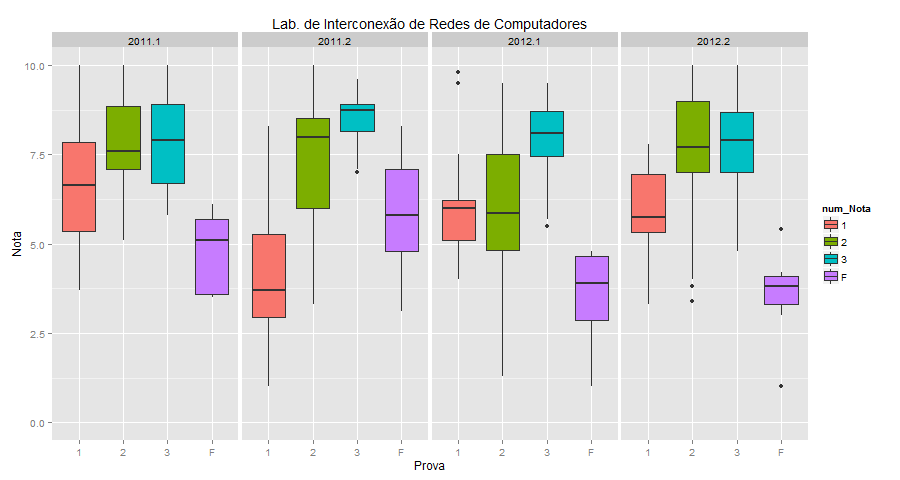 Lab. de Interconexão de Redes de Computadores
2011.1 2011.2 2012.1 2012.2
10.0
7.5
5.0
2.5
0.0
Nota
1 2 3 F 1 2 3 F 1 2 3 F 1 2 3 F
Prova
num_Nota
1
2
3
F